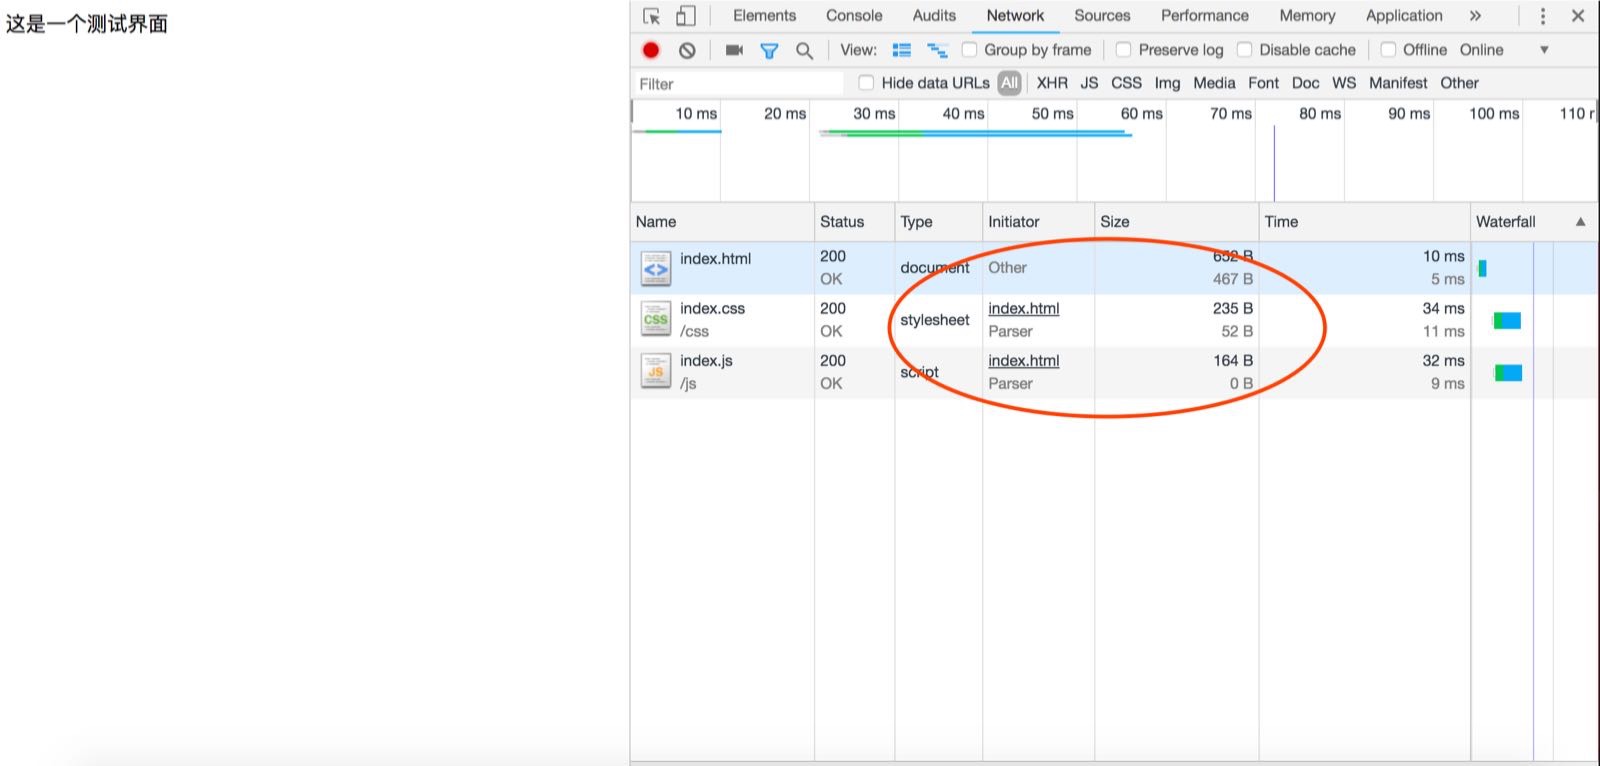 这是一个测试界面
Elements Console Audits Network Sources Performance Memory Application »
View: Group by frame Preserve log Disable cache Offline Online ▼
Filter Hide data URLs All XHR JS CSS Img Media Font Doc WS Manifest Other
10 ms 20 ms 30 ms 40 ms 50 ms 60 ms 70 ms 80 ms 90 ms 100 ms 110 r
Name Status Type Initiator Size Time Waterfall ▲
index.html 200 document Other 652 B 10 ms
OK 467 B 5 ms
index.css 200 stylesheet index.html 235 B 34 ms
/css OK Parser 52 B 11 ms
index.js 200 script index.html 164 B 32 ms
/js OK Parser 0 B 9 ms